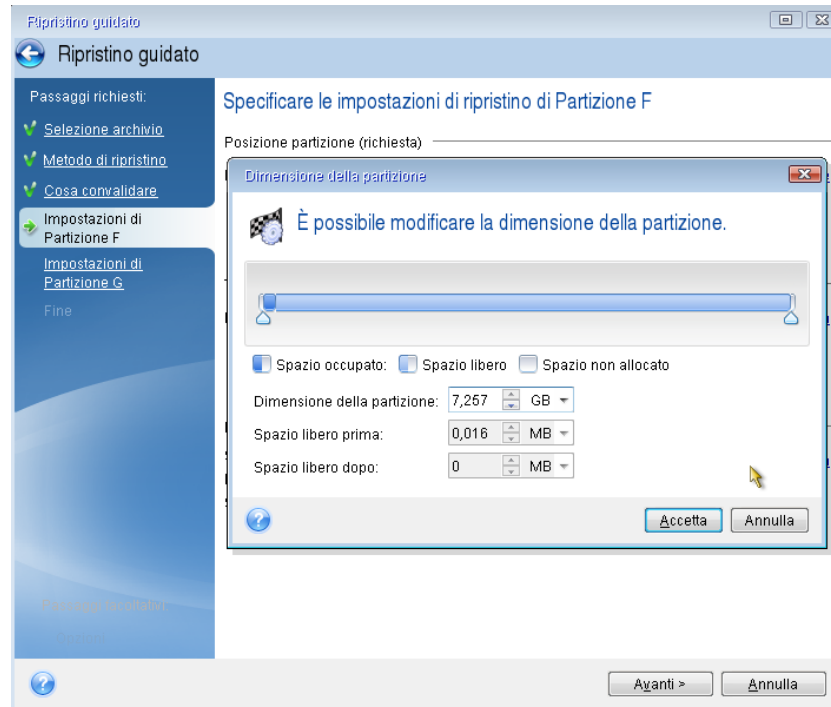 Ripristino guidato
Ripristino guidato
Passaggi richiesti:
Selezione archivio
Metodo di ripristino
Cosa convalidare
Impostazioni di
Partizione F
Impostazioni di
Partizione G
Fine
Specificare le impostazioni di ripristino di Partizione F
Posizione partizione (richiesta)
Dimensione della partizione
È possibile modificare la dimensione della partizione.
Spazio occupato: Spazio libero Spazio non allocato
Dimensione della partizione: 7,257 GB
Spazio libero prima: 0,016 MB
Spazio libero dopo: 0 MB
Accetta Annulla
Avanti > Annulla